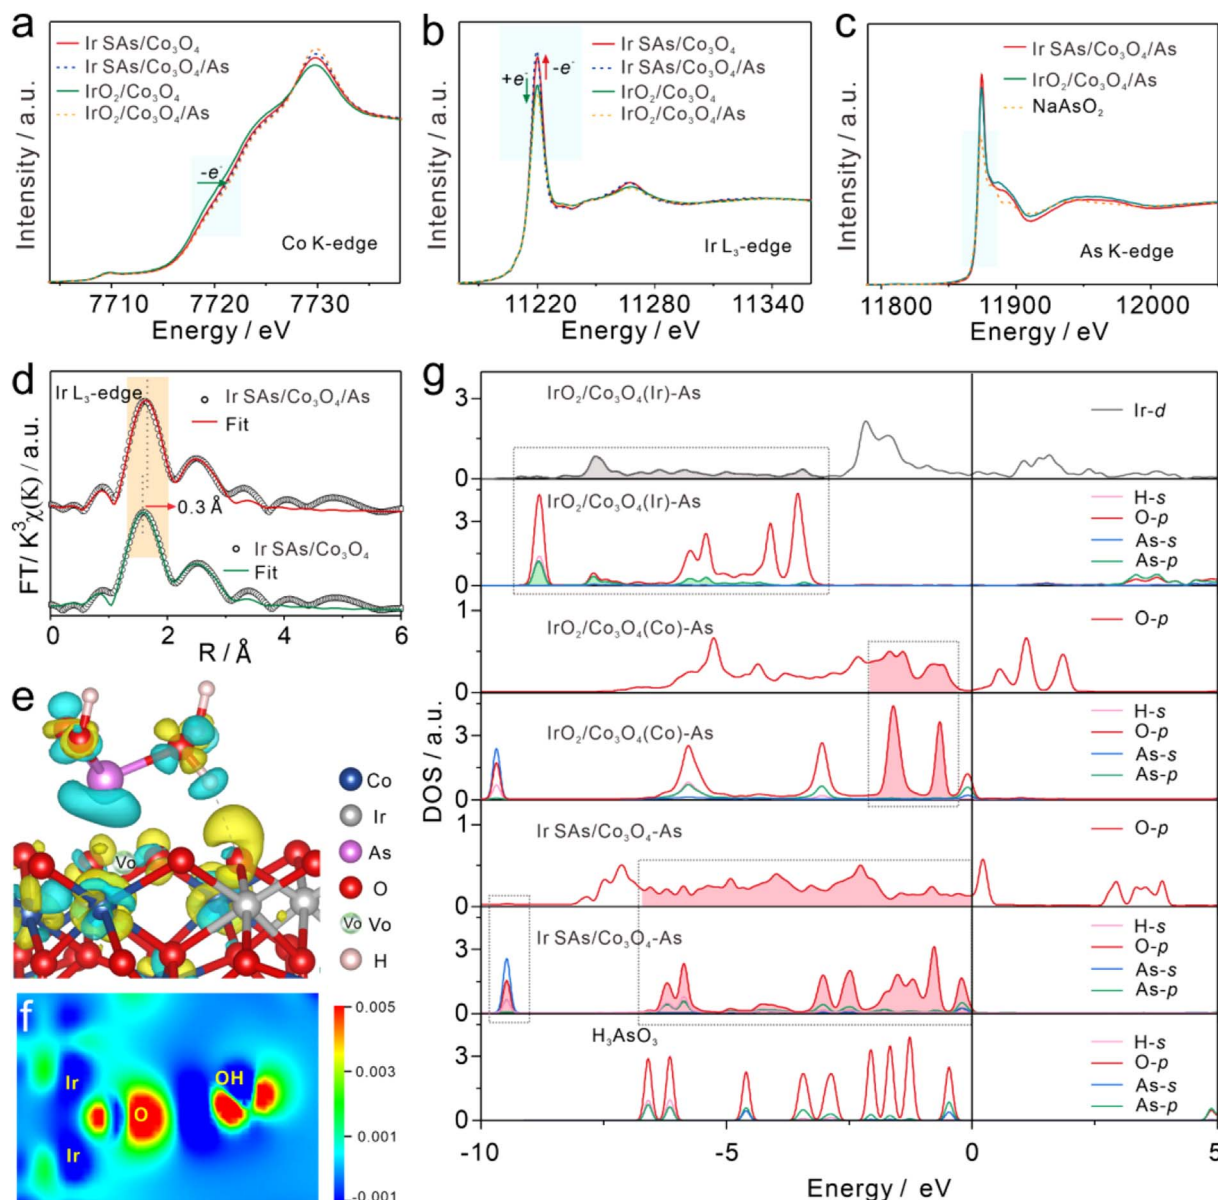 a
Ir SAs/Co₃O₄
Ir SAs/Co₃O₄/As
IrO₂/Co₃O₄
IrO₂/Co₃O₄/As
-e⁻
Co K-edge
Intensity / a.u.
7710 7720 7730
Energy / eV
b
Ir SAs/Co₃O₄
Ir SAs/Co₃O₄/As
IrO₂/Co₃O₄
IrO₂/Co₃O₄/As
+e⁻
-e⁻
Ir L₃-edge
Intensity / a.u.
11220 11280 11340
Energy / eV
c
Ir SAs/Co₃O₄/As
IrO₂/Co₃O₄/As
NaAsO₂
As K-edge
Intensity / a.u.
11800 11900 12000
Energy / eV
d
Ir L₃-edge
Ir SAs/Co₃O₄/As
Fit
0.3 Å
Ir SAs/Co₃O₄
Fit
FT/ K³χ(K) / a.u.
0 2 4 6
R / Å
e
Vo
Co
Ir
As
O
Vo Vo
H
f
Ir
O
OH
Ir
0.005
0.003
0.001
-0.001
g
IrO₂/Co₃O₄(Ir)-As
Ir-d
3
0
IrO₂/Co₃O₄(Ir)-As
H-s
O-p
As-s
As-p
3
0
IrO₂/Co₃O₄(Co)-As
O-p
1
0
IrO₂/Co₃O₄(Co)-As
H-s
O-p
As-s
As-p
3
0
Ir SAs/Co₃O₄-As
O-p
1
0
Ir SAs/Co₃O₄-As
H-s
O-p
As-s
As-p
3
0
H₃AsO₃
H-s
O-p
As-s
As-p
3
0
DOS / a.u.
-10 -5 0 5
Energy / eV